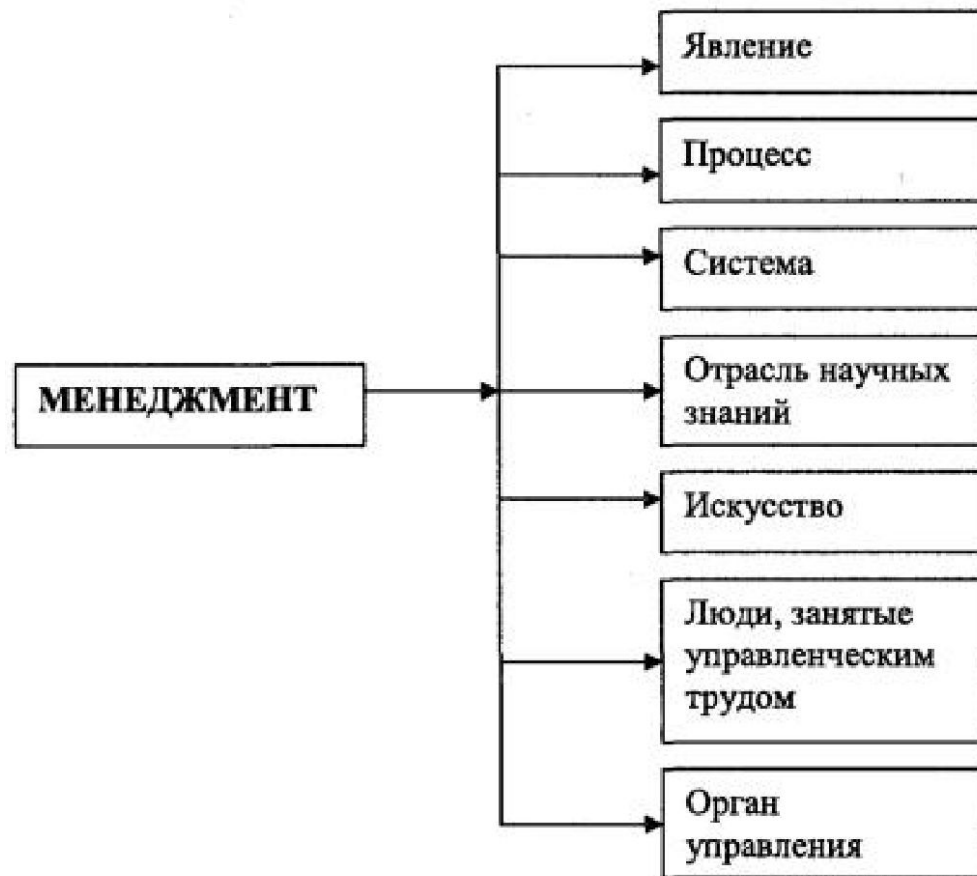 Явление
Процесс
Система
МЕНЕДЖМЕНТ
Отрасль научных
знаний
Искусство
Люди, занятые
управленческим
трудом
Орган
управления